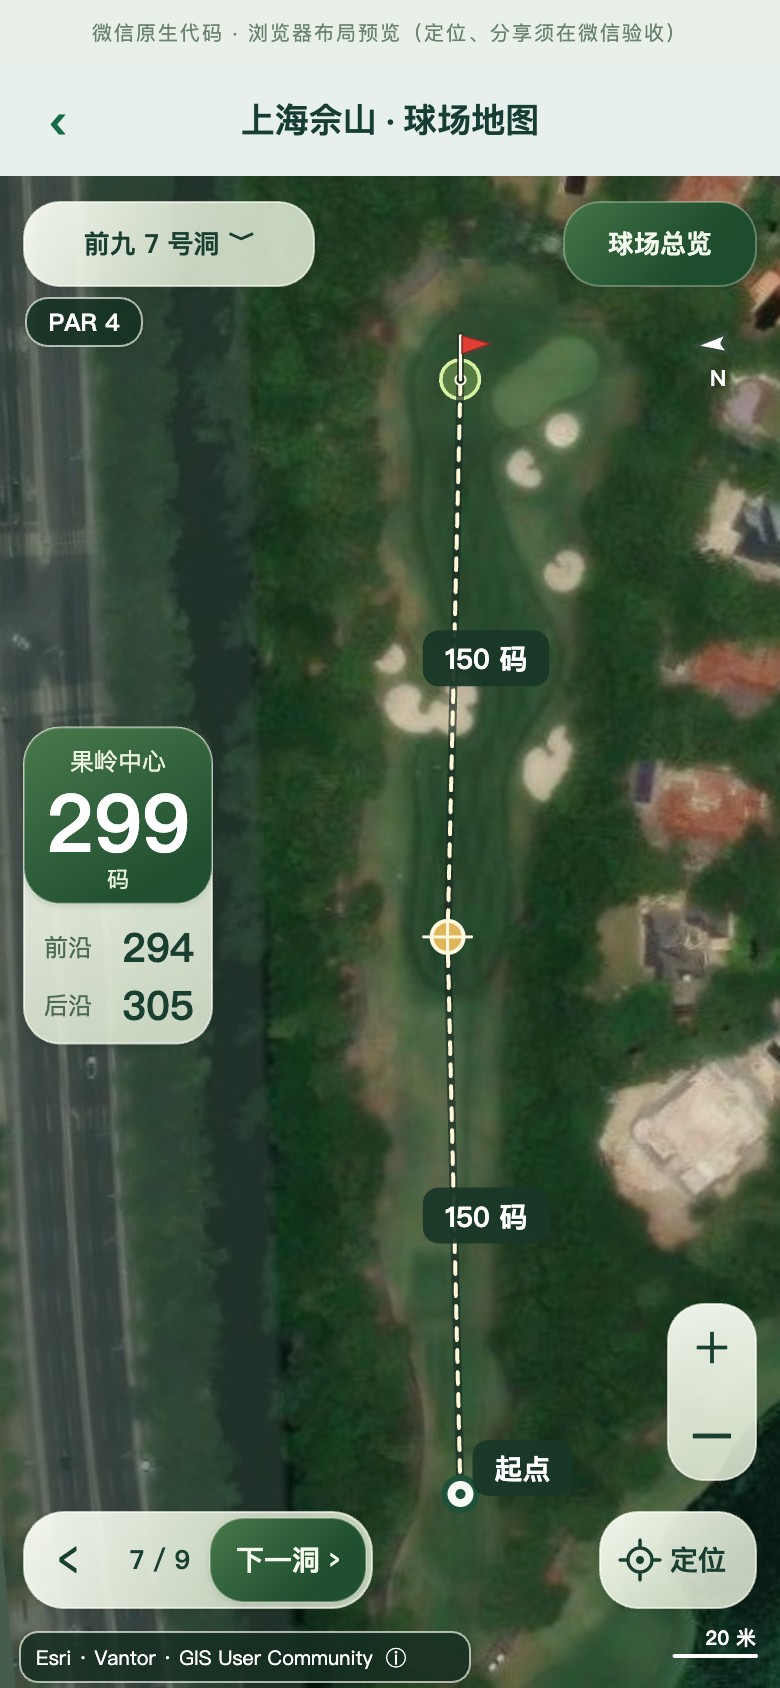 微信原生代码 · 浏览器布局预览（定位、分享须在微信验收）
‹ 上海佘山 · 球场地图
前九 7 号洞
球场总览
PAR 4
N
150 码
果岭中心
299
码
前沿 294
后沿 305
150 码
+
−
起点
< 7 / 9 下一洞 ›
定位
20 米
Esri · Vantor · GIS User Community ⓘ